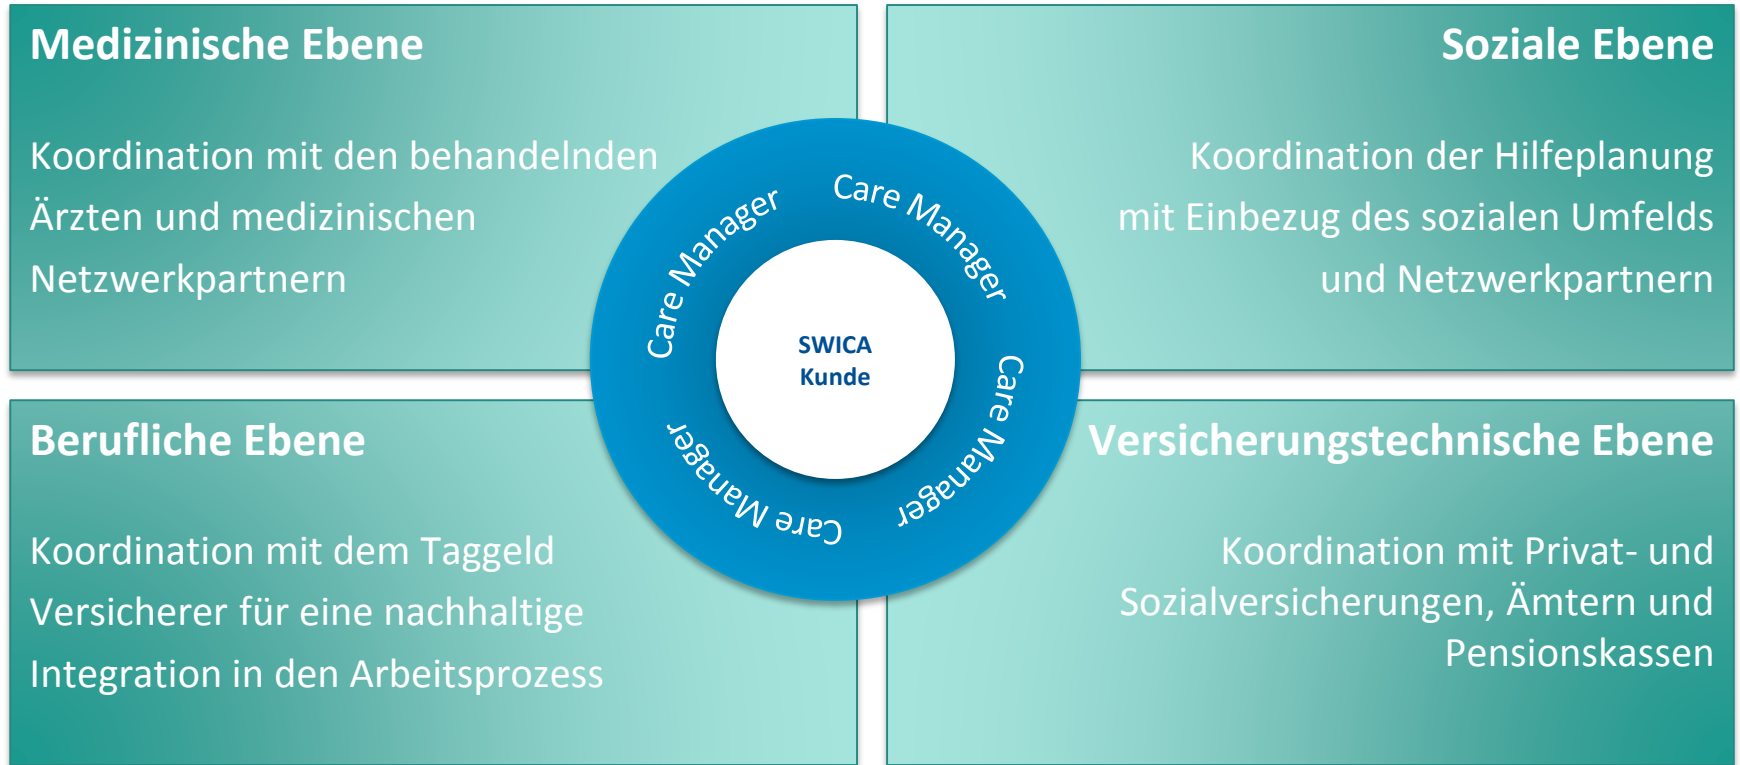 Medizinische Ebene
Koordination mit den behandelnden
Ärzten und medizinischen
Netzwerkpartnern
Soziale Ebene
Koordination der Hilfeplanung
mit Einbezug des sozialen Umfelds
und Netzwerkpartnern
Care Manager
Care Manager
Care Manager
Care Manager
SWICA
Kunde
Berufliche Ebene
Koordination mit dem Taggeld
Versicherer für eine nachhaltige
Integration in den Arbeitsprozess
Versicherungstechnische Ebene
Koordination mit Privat- und
Sozialversicherungen, Ämtern und
Pensionskassen